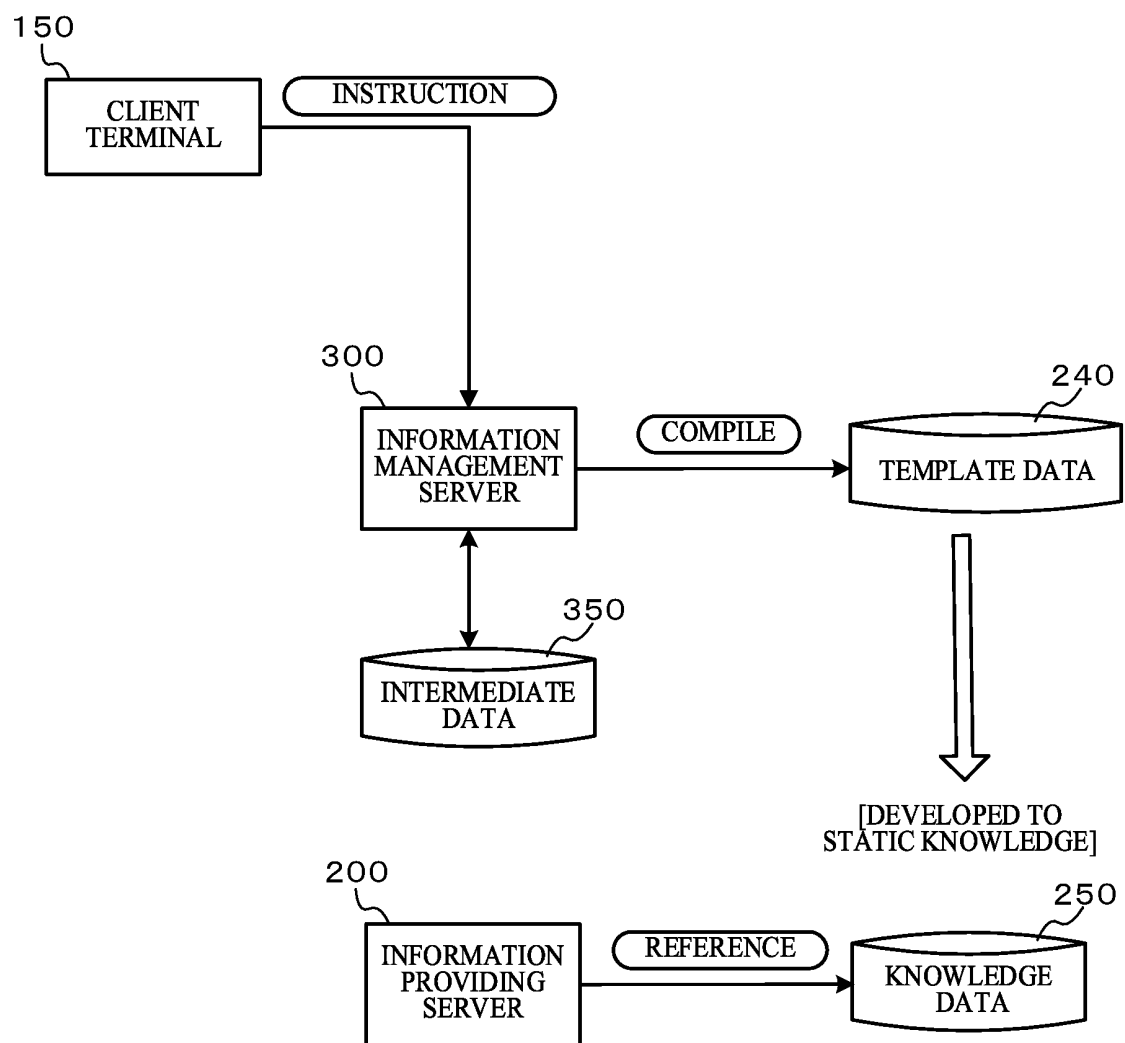 150
CLIENT
TERMINAL
INSTRUCTION
300
INFORMATION
MANAGEMENT
SERVER
COMPILE
240
TEMPLATE DATA
350
INTERMEDIATE
DATA
[DEVELOPED TO
STATIC KNOWLEDGE]
200
INFORMATION
PROVIDING
SERVER
REFERENCE
250
KNOWLEDGE
DATA